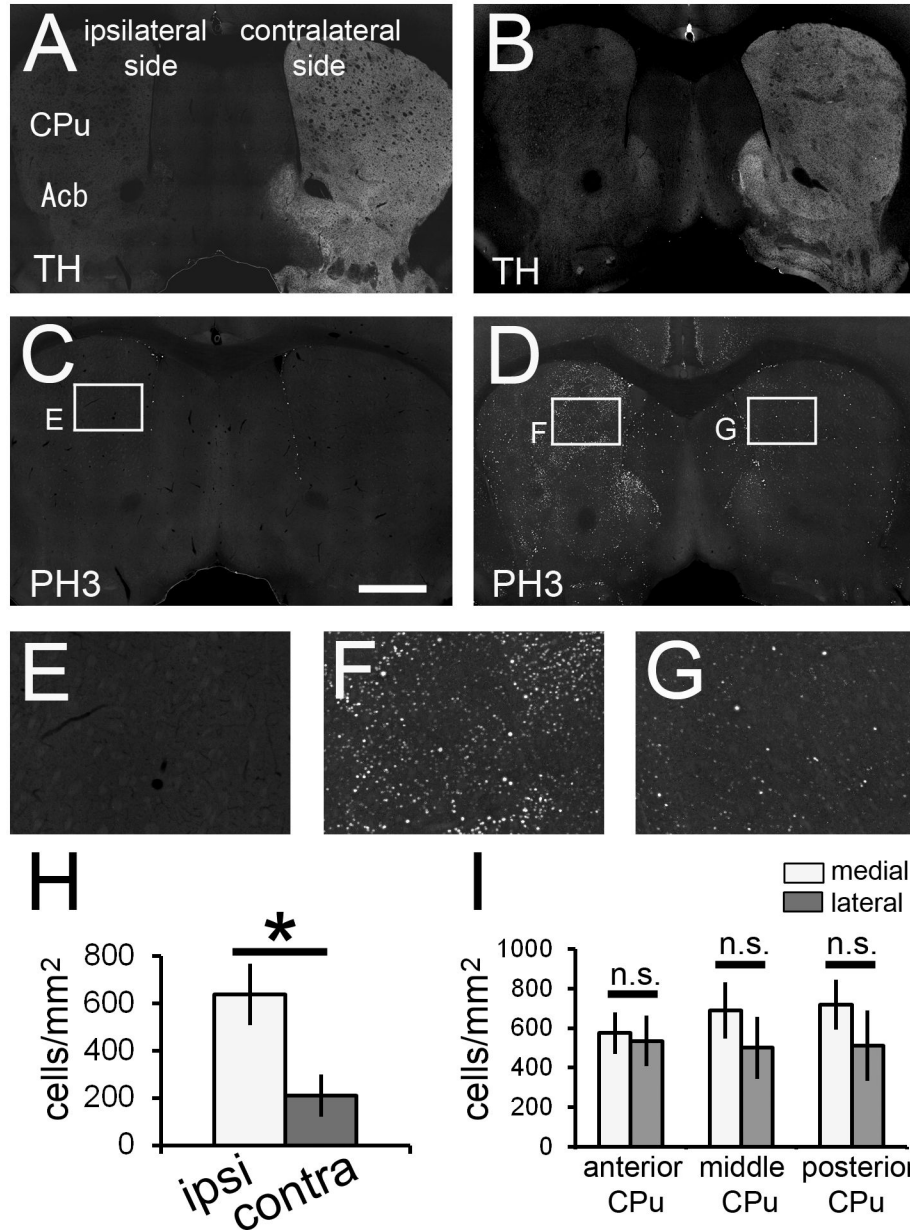 A ipsilateral side contralateral side
CPu
Acb
TH
B
TH
C
E
PH3
D
F
G
PH3
E
F
G
H
*
cells/mm²
800
600
400
200
0
ipsi
contra
I
medial
lateral
n.s. n.s. n.s.
cells/mm²
1000
800
600
400
200
0
anterior CPu
middle CPu
posterior CPu